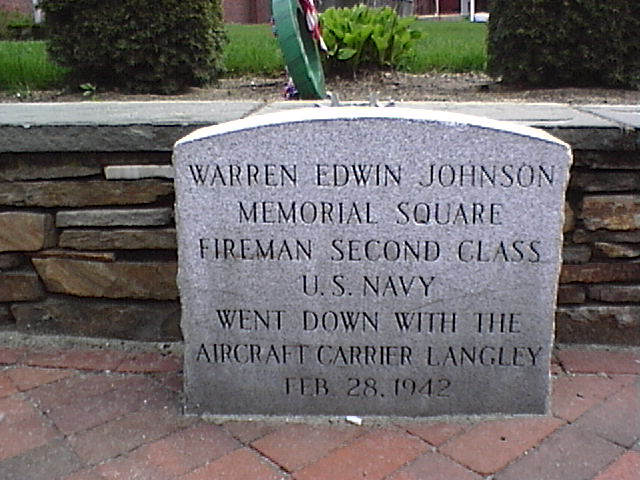 WARREN EDWIN JOHNSON
MEMORIAL SQUARE
FIREMAN SECOND CLASS
U.S. NAVY
WENT DOWN WITH THE
AIRCRAFT CARRIER LANGLEY
FEB. 28, 1942